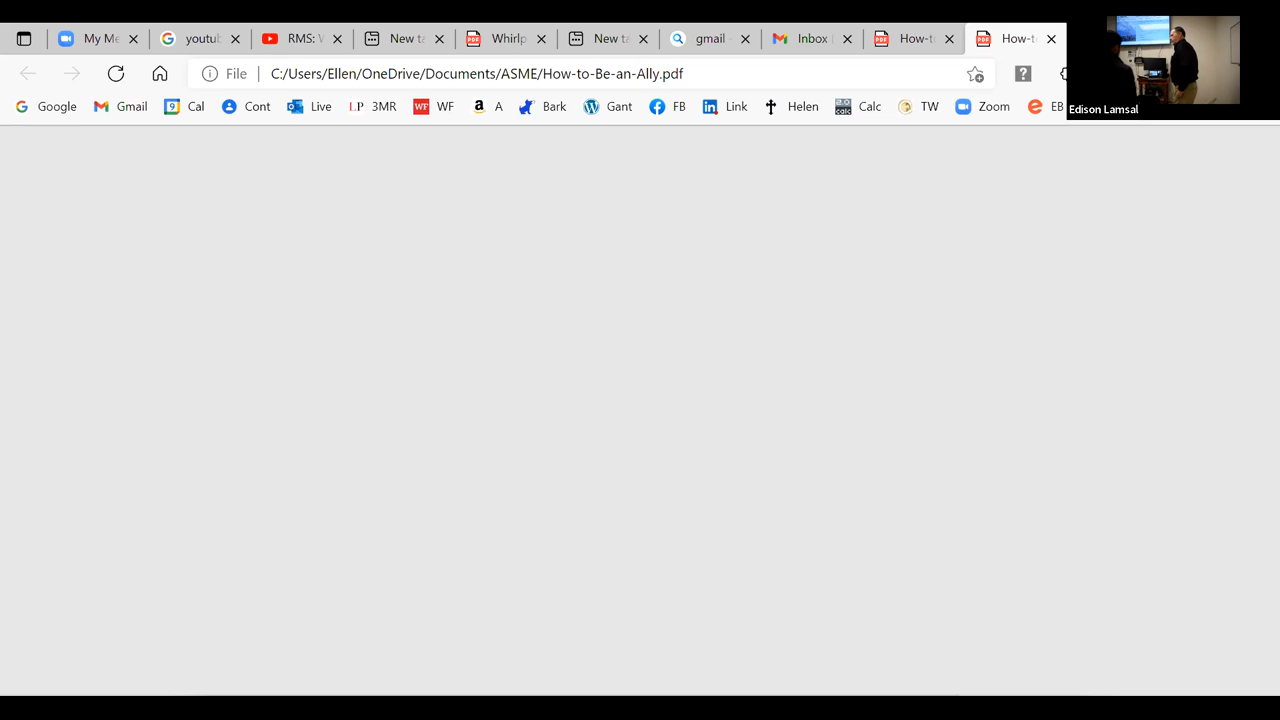 My Me
youtub
RMS: V
New ta
Whirlp
New ta
gmail -
Inbox (
How-to
How-to
File
C:/Users/Ellen/OneDrive/Documents/ASME/How-to-Be-an-Ally.pdf
Google
Gmail
Cal
Cont
Live
3MR
WF
A
Bark
Gant
FB
Link
Helen
Calc
TW
Zoom
EB
Edison Lamsal